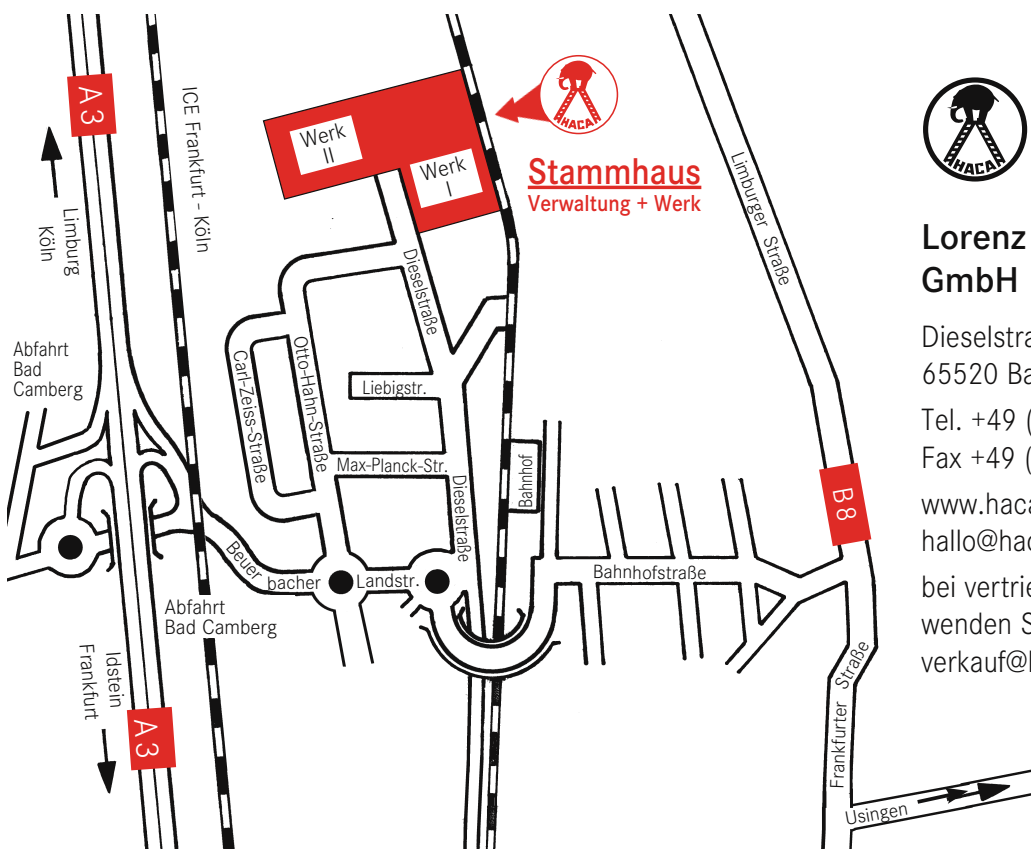 A3
ICE Frankfurt - Köln
Limburg
Köln
Werk
II
Werk
I
HACA
Stammhaus
Verwaltung + Werk
Limburger Straße
HACA
Lorenz
GmbH
Dieselstra
65520 Ba
Tel. +49 (
Fax +49 (
www.haca
hallo@hac
bei vertrie
wenden S
verkauf@
Abfahrt
Bad
Camberg
Dieselstraße
Carl-Zeiss-Straße
Otto-Hahn-Straße
Liebigstr.
Max-Planck-Str.
Dieselstraße
Bahnhof
B8
Beuer bacher Landstr.
Bahnhofstraße
Abfahrt
Bad Camberg
Idstein
Frankfurt
A3
Frankfurter Straße
Usingen